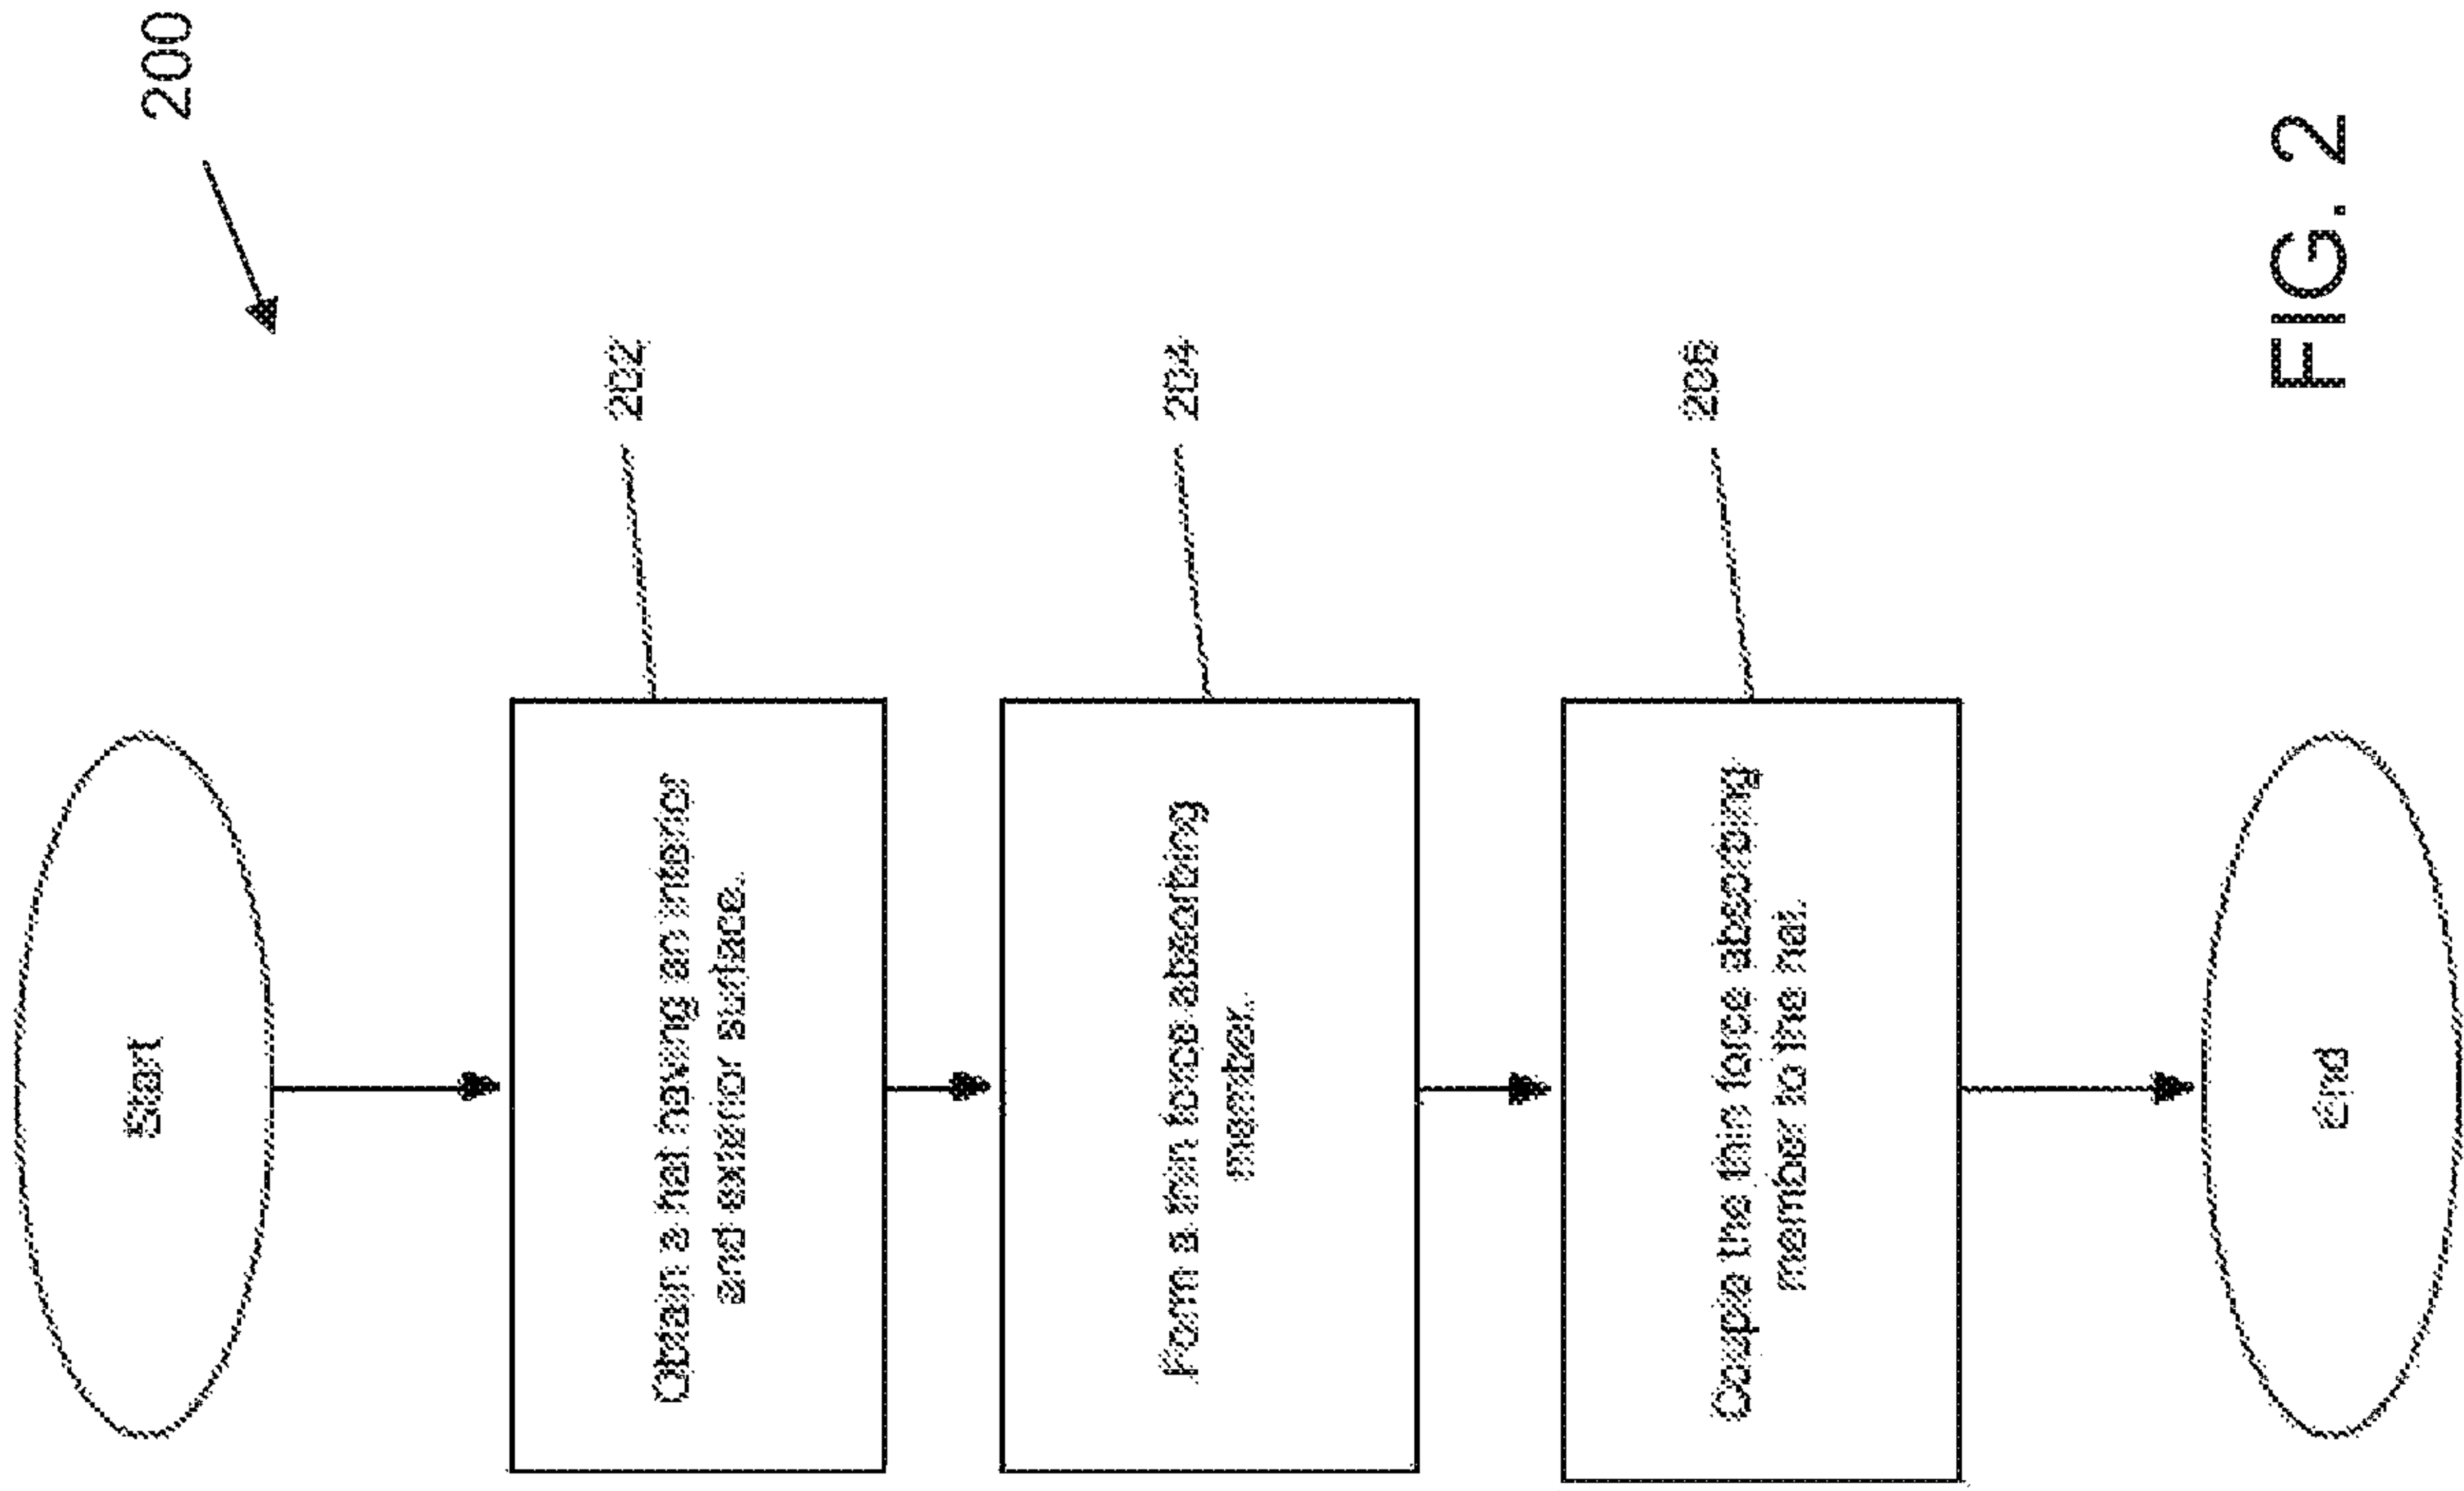 200
Start
Obtain a hat having an interior
and exterior surface.
202
Form a thin force absorbing
member.
204
Couple the thin force absorbing
member to the hat.
206
End
FIG. 2